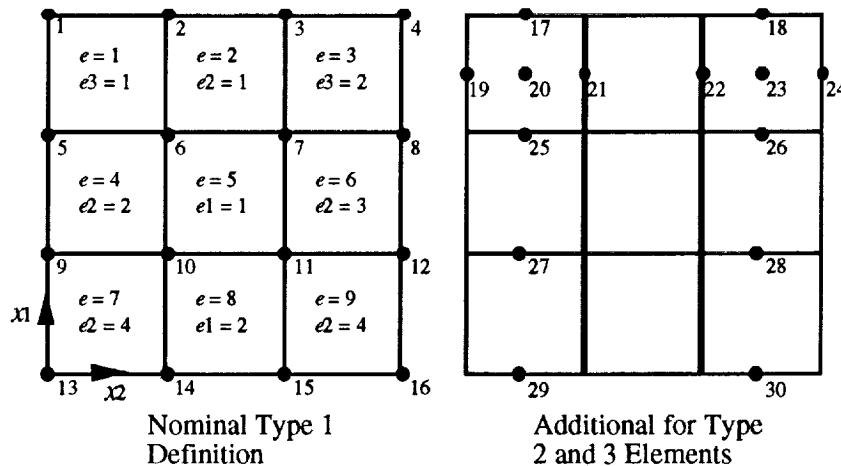 1 2 3 4
e = 1 e = 2 e = 3
e3 = 1 e2 = 1 e3 = 2
5 6 7 8
e = 4 e = 5 e = 6
e2 = 2 e1 = 1 e2 = 3
9 10 11 12
e = 7 e = 8 e = 9
e2 = 4 e1 = 2 e2 = 4
x1
13 x2 14 15 16
Nominal Type 1
Definition
17 18
19 20 21 22 23 24
25 26
27 28
29 30
Additional for Type
2 and 3 Elements